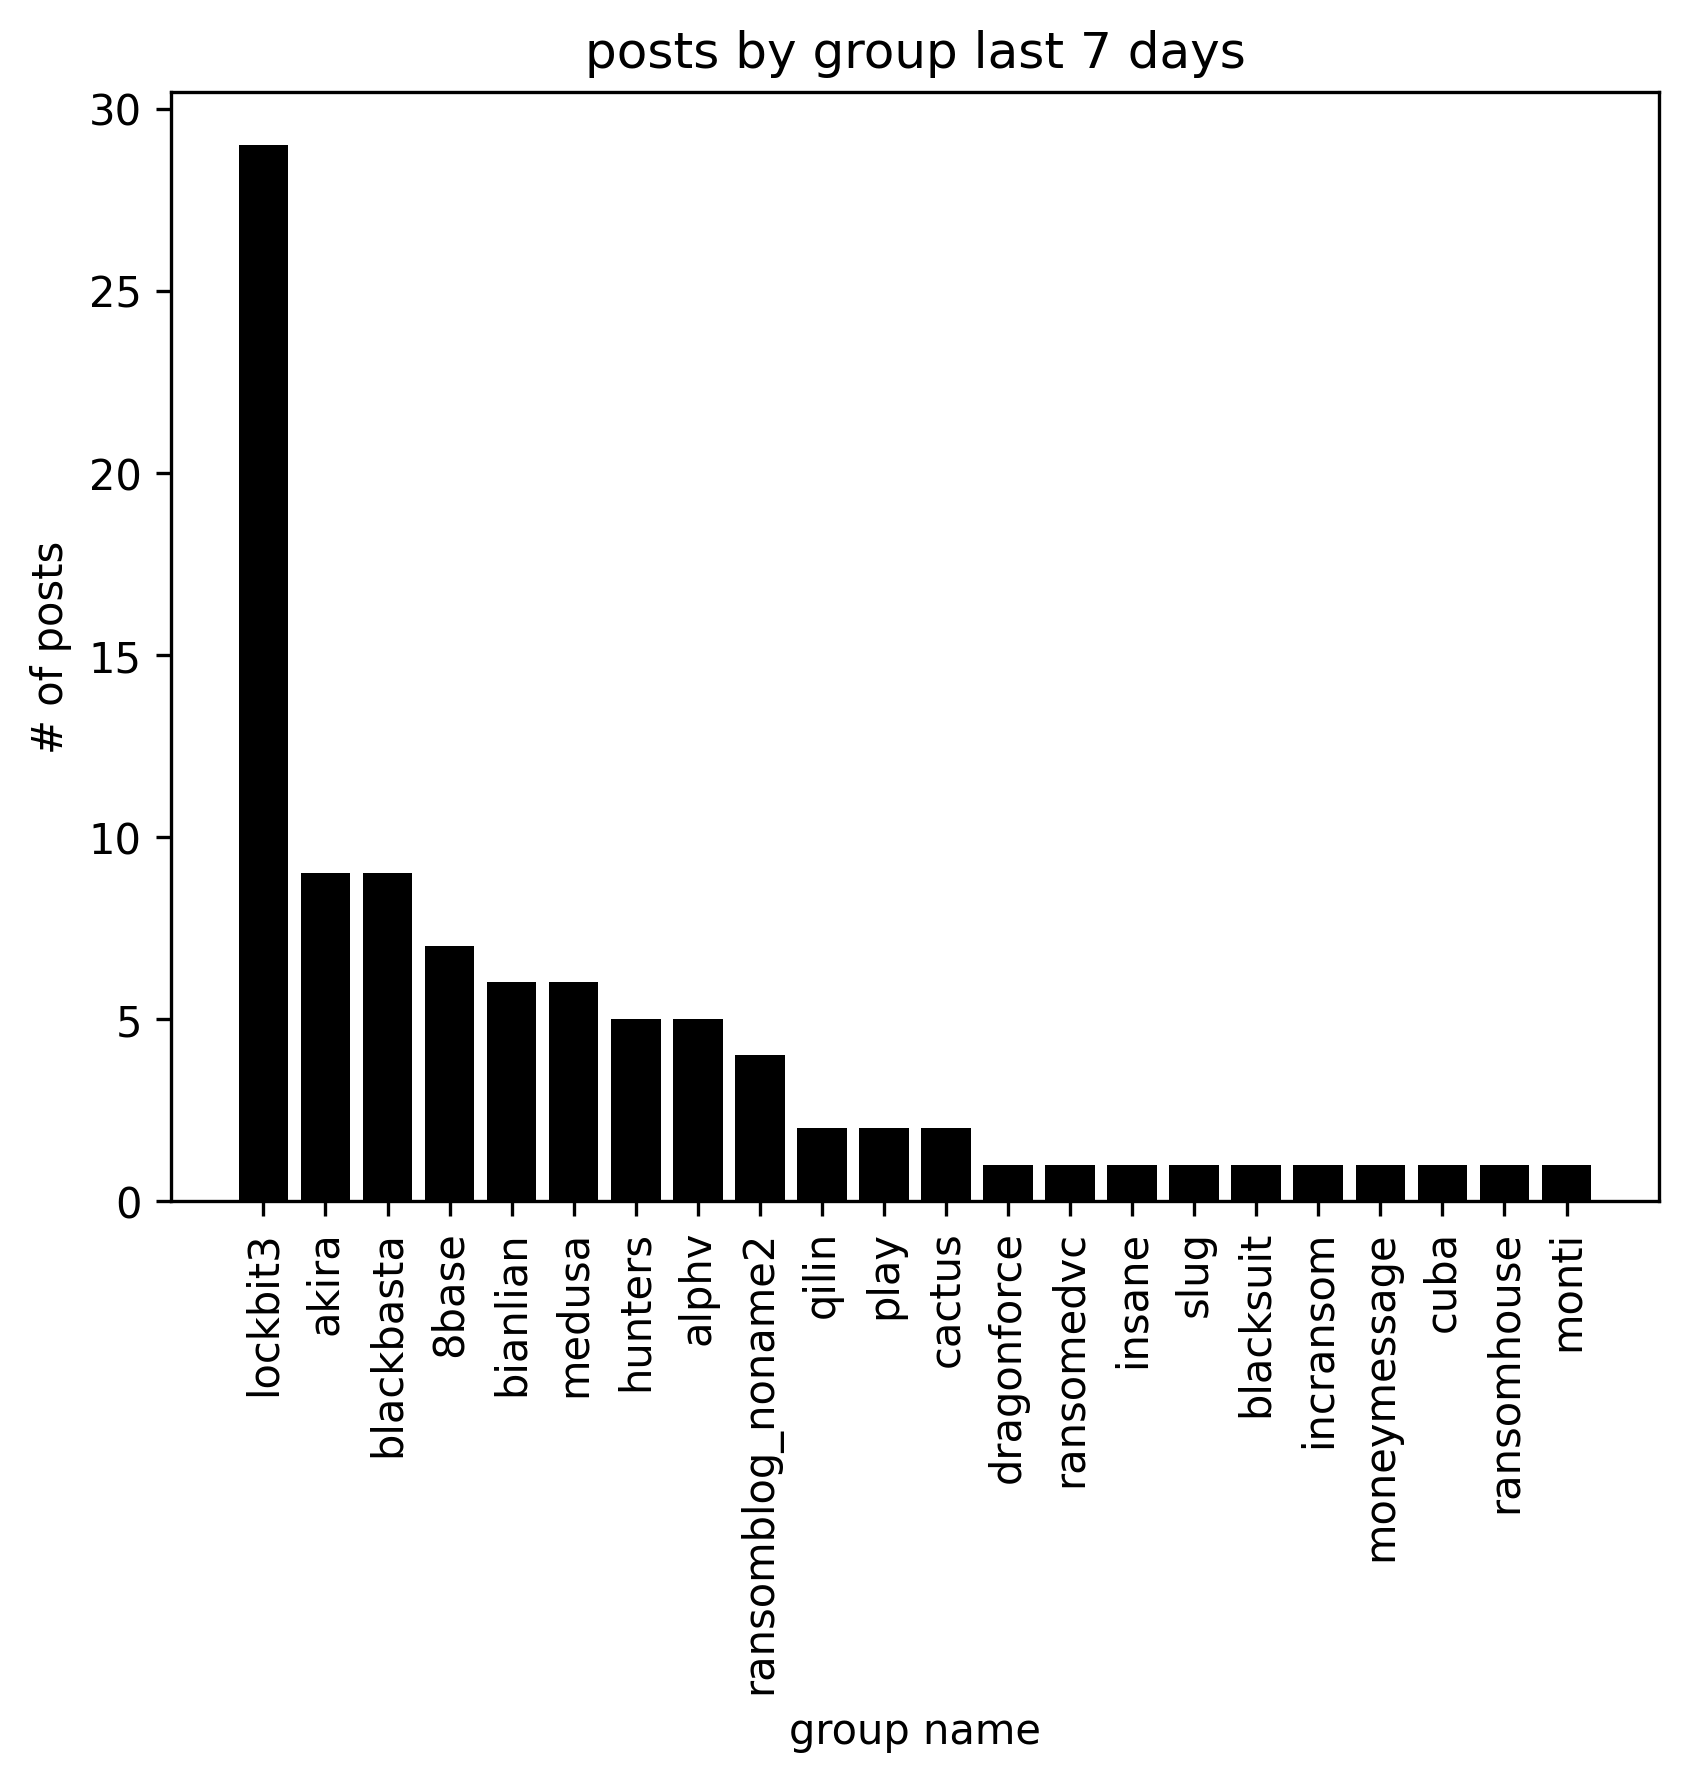 posts by group last 7 days
30
25
20
15
10
5
0
# of posts
lockbit3
akira
blackbasta
8base
bianlian
medusa
hunters
alphv
ransomblog_noname2
qilin
play
cactus
dragonforce
ransomedvc
insane
slug
blacksuit
incransom
moneymessage
cuba
ransomhouse
monti
group name